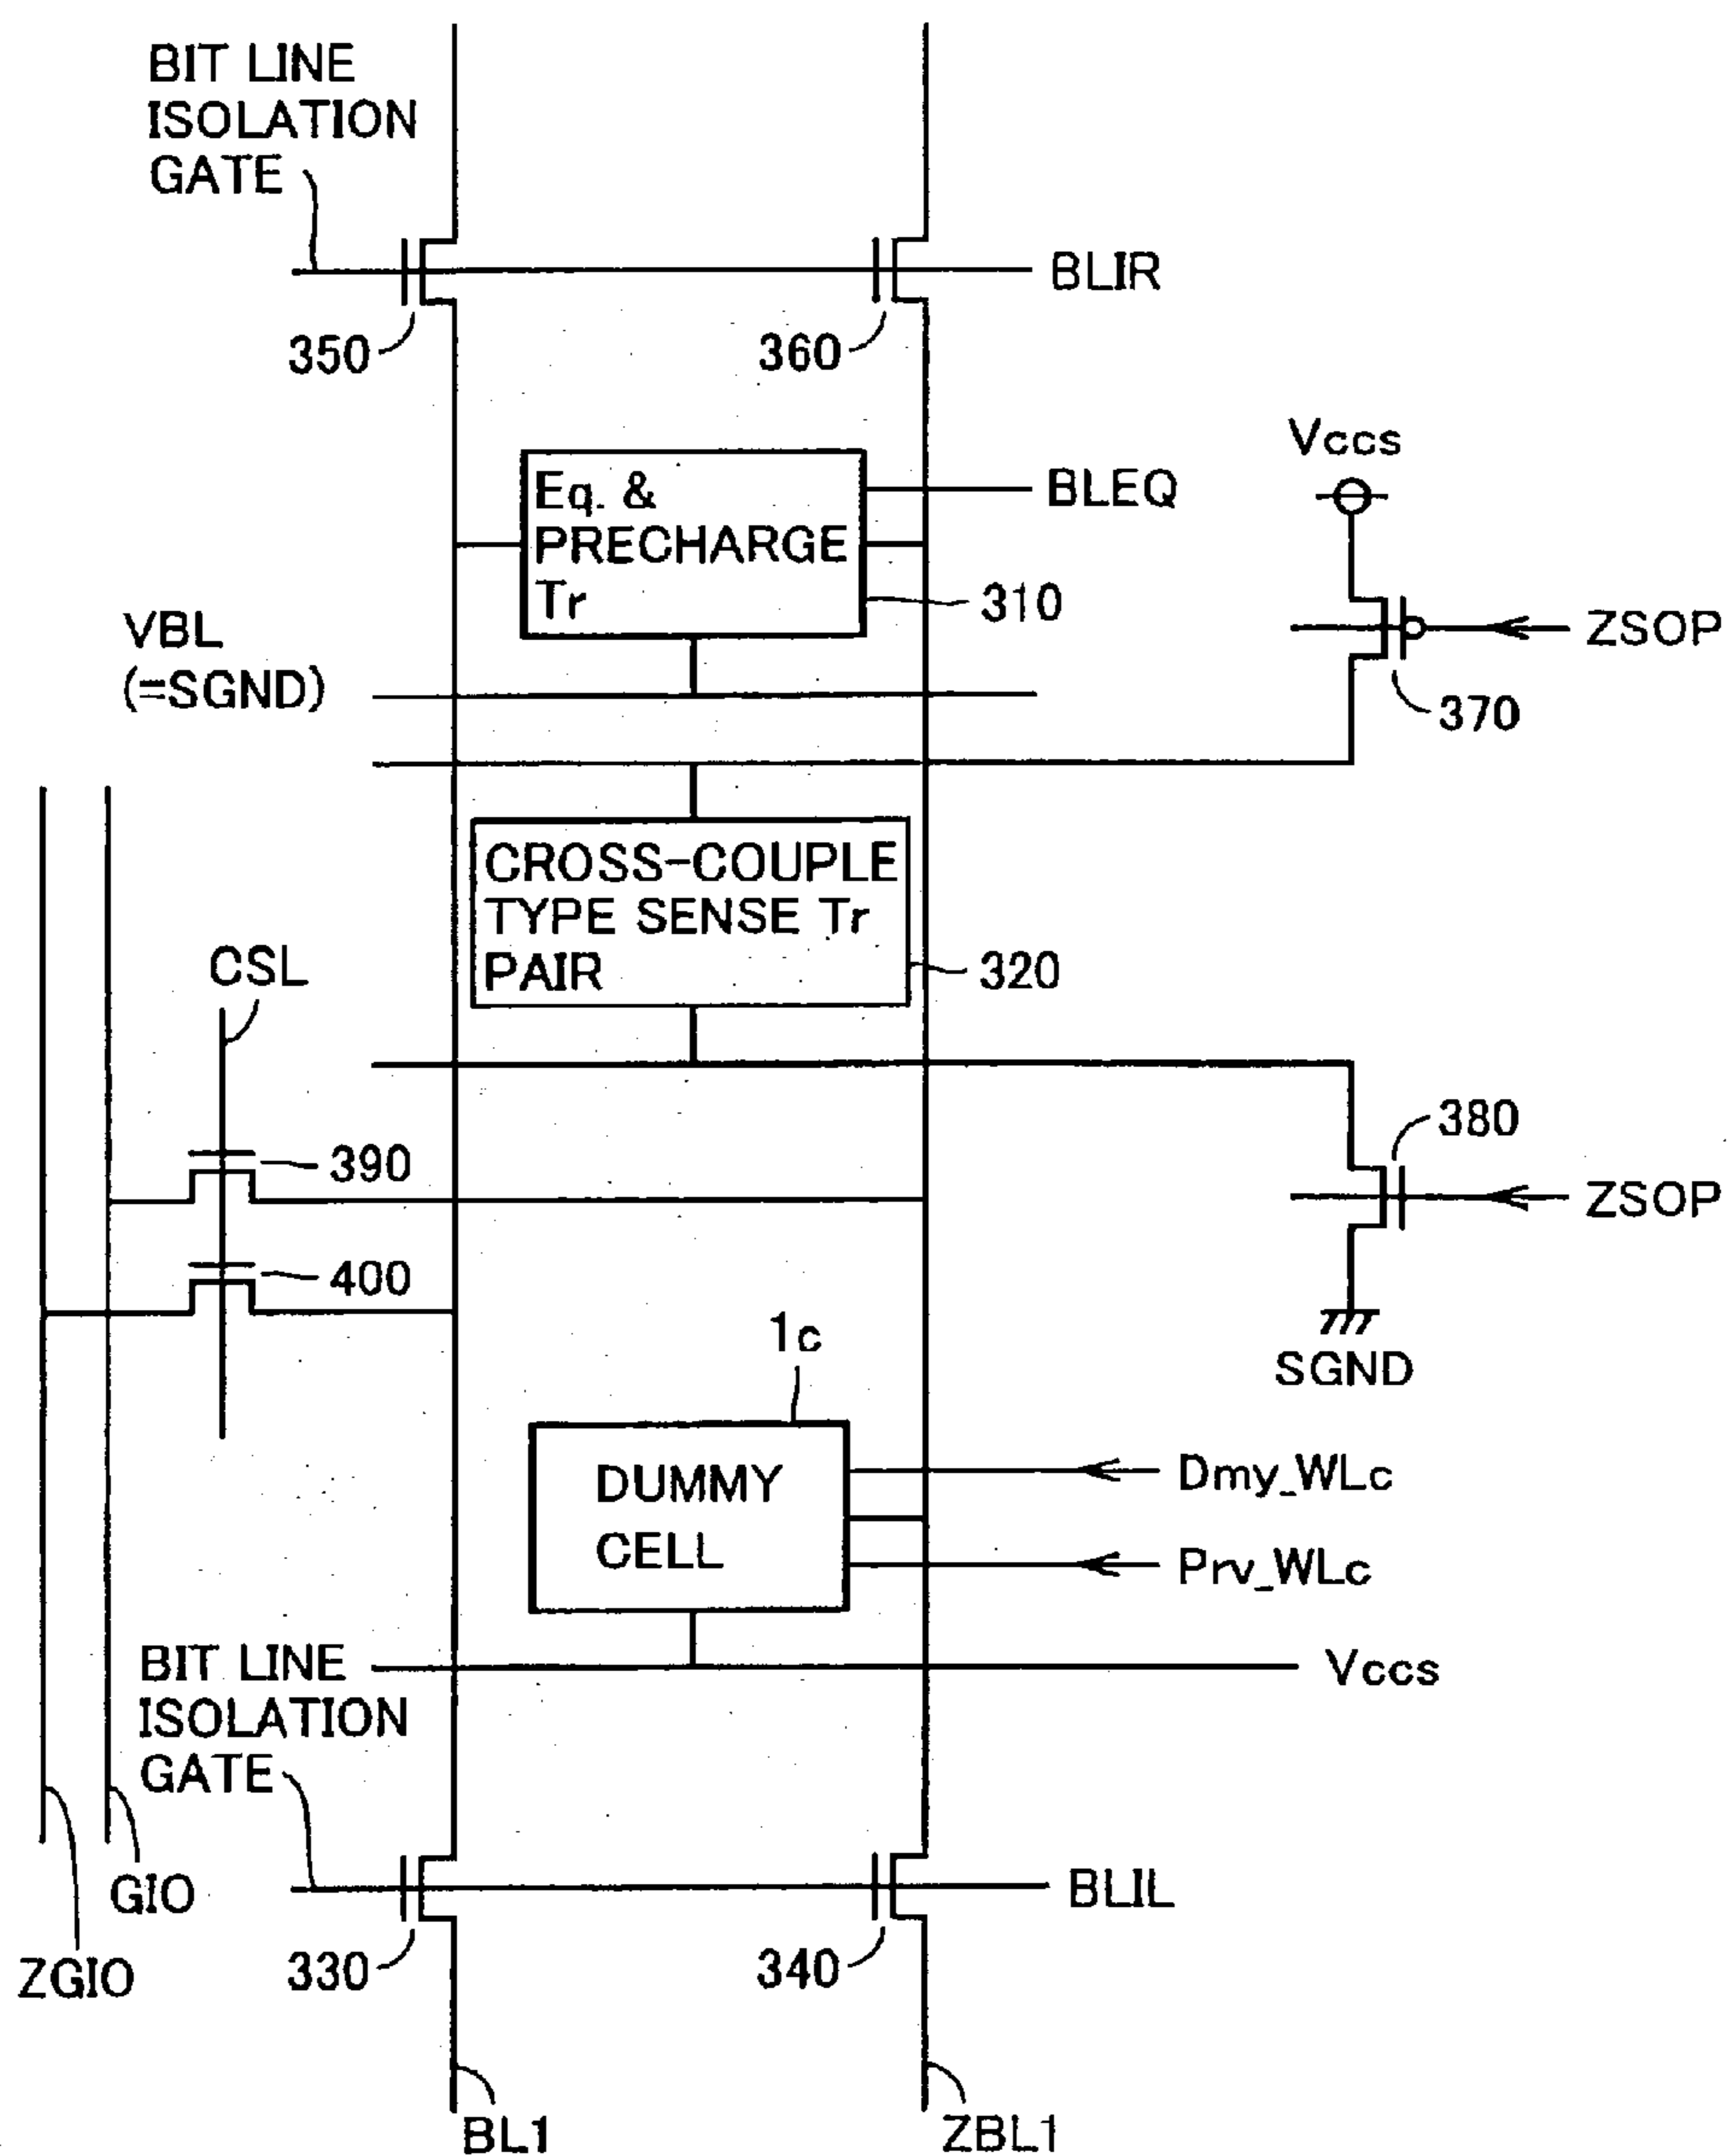 BIT LINE
ISOLATION
GATE
BLIR
350
360
Vccs
Eq. &
PRECHARGE
Tr
BLEQ
310
VBL
(=SGND)
ZSOP
370
CROSS-COUPLE
TYPE SENSE Tr
PAIR
320
CSL
380
390
ZSOP
400
1c
SGND
DUMMY
CELL
Dmy_WLc
Prv_WLc
BIT LINE
ISOLATION
GATE
Vccs
GIO
BLIL
ZGIO
330
340
BL1
ZBL1